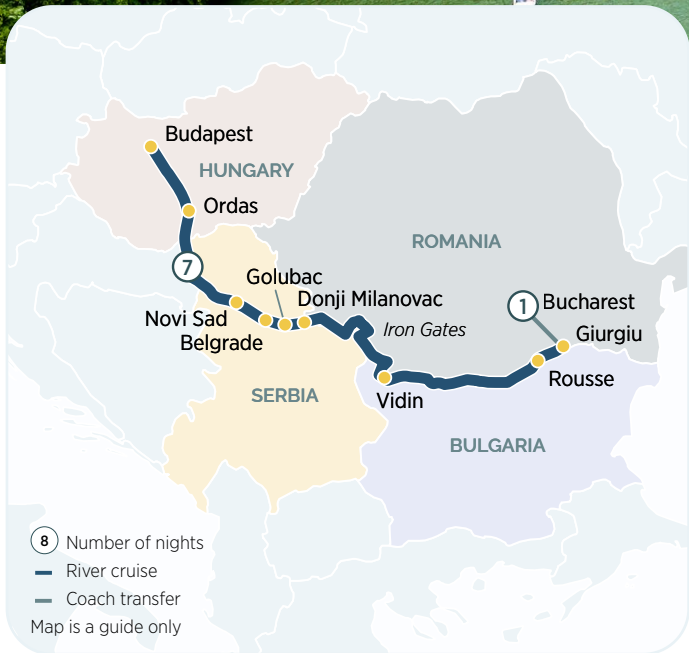 Budapest
HUNGARY
Ordas
ROMANIA
7
Golubac
Donji Milanovac
1
Bucharest
Novi Sad
Iron Gates
Giurgiu
Belgrade
Rousse
SERBIA
Vidin
BULGARIA
8 Number of nights
River cruise
Coach transfer
Map is a guide only